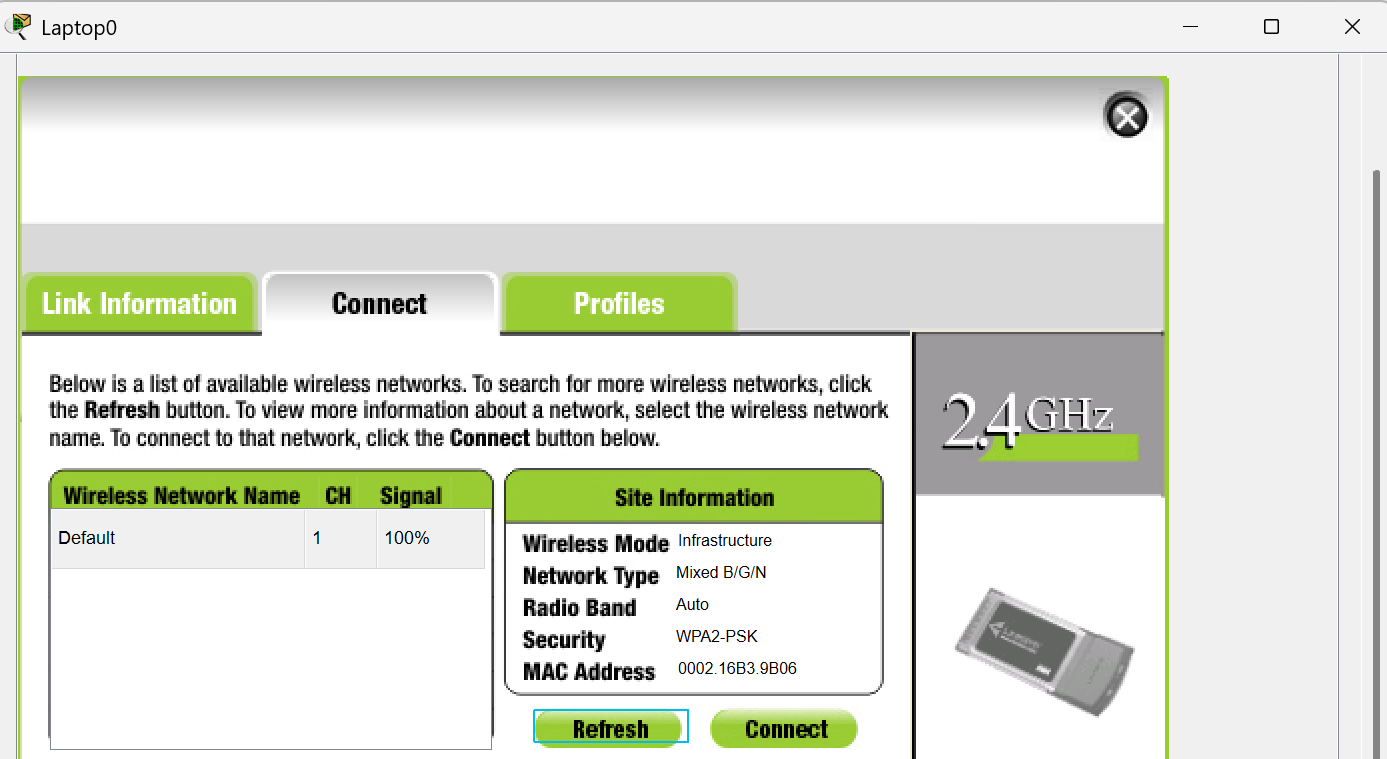 Laptop0
Link Information
Connect
Profiles
Below is a list of available wireless networks. To search for more wireless networks, click
the Refresh button. To view more information about a network, select the wireless network
name. To connect to that network, click the Connect button below.
2.4GHz
Wireless Network Name CH Signal
Default 1 100%
Site Information
Wireless Mode Infrastructure
Network Type Mixed B/G/N
Radio Band Auto
Security WPA2-PSK
MAC Address 0002.16B3.9B06
Refresh
Connect